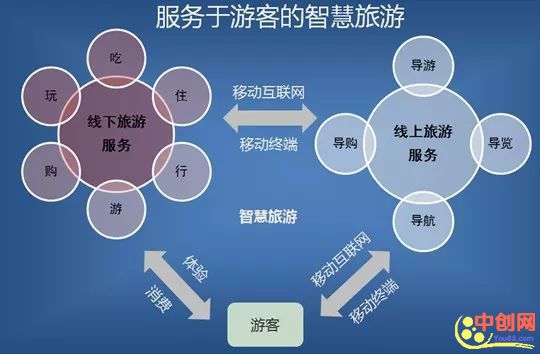 服务于游客的智慧旅游
吃
玩
住
线下旅游
服务
购
行
游
移动互联网
移动终端
导游
导购
线上旅游
服务
导览
导航
智慧旅游
体验
消费
移动互联网
移动终端
游客
中创网
You85.com